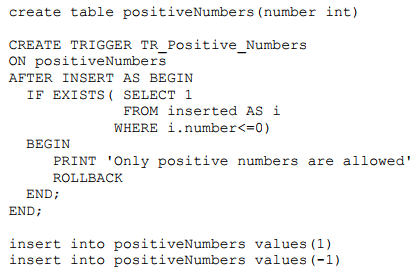 create table positiveNumbers(number int)
CREATE TRIGGER TR_Positive_Numbers
ON positiveNumbers
AFTER INSERT AS BEGIN
IF EXISTS( SELECT 1
FROM inserted AS i
WHERE i.number<=0)
BEGIN
PRINT 'Only positive numbers are allowed'
ROLLBACK
END;
END;
insert into positiveNumbers values(1)
insert into positiveNumbers values(-1)